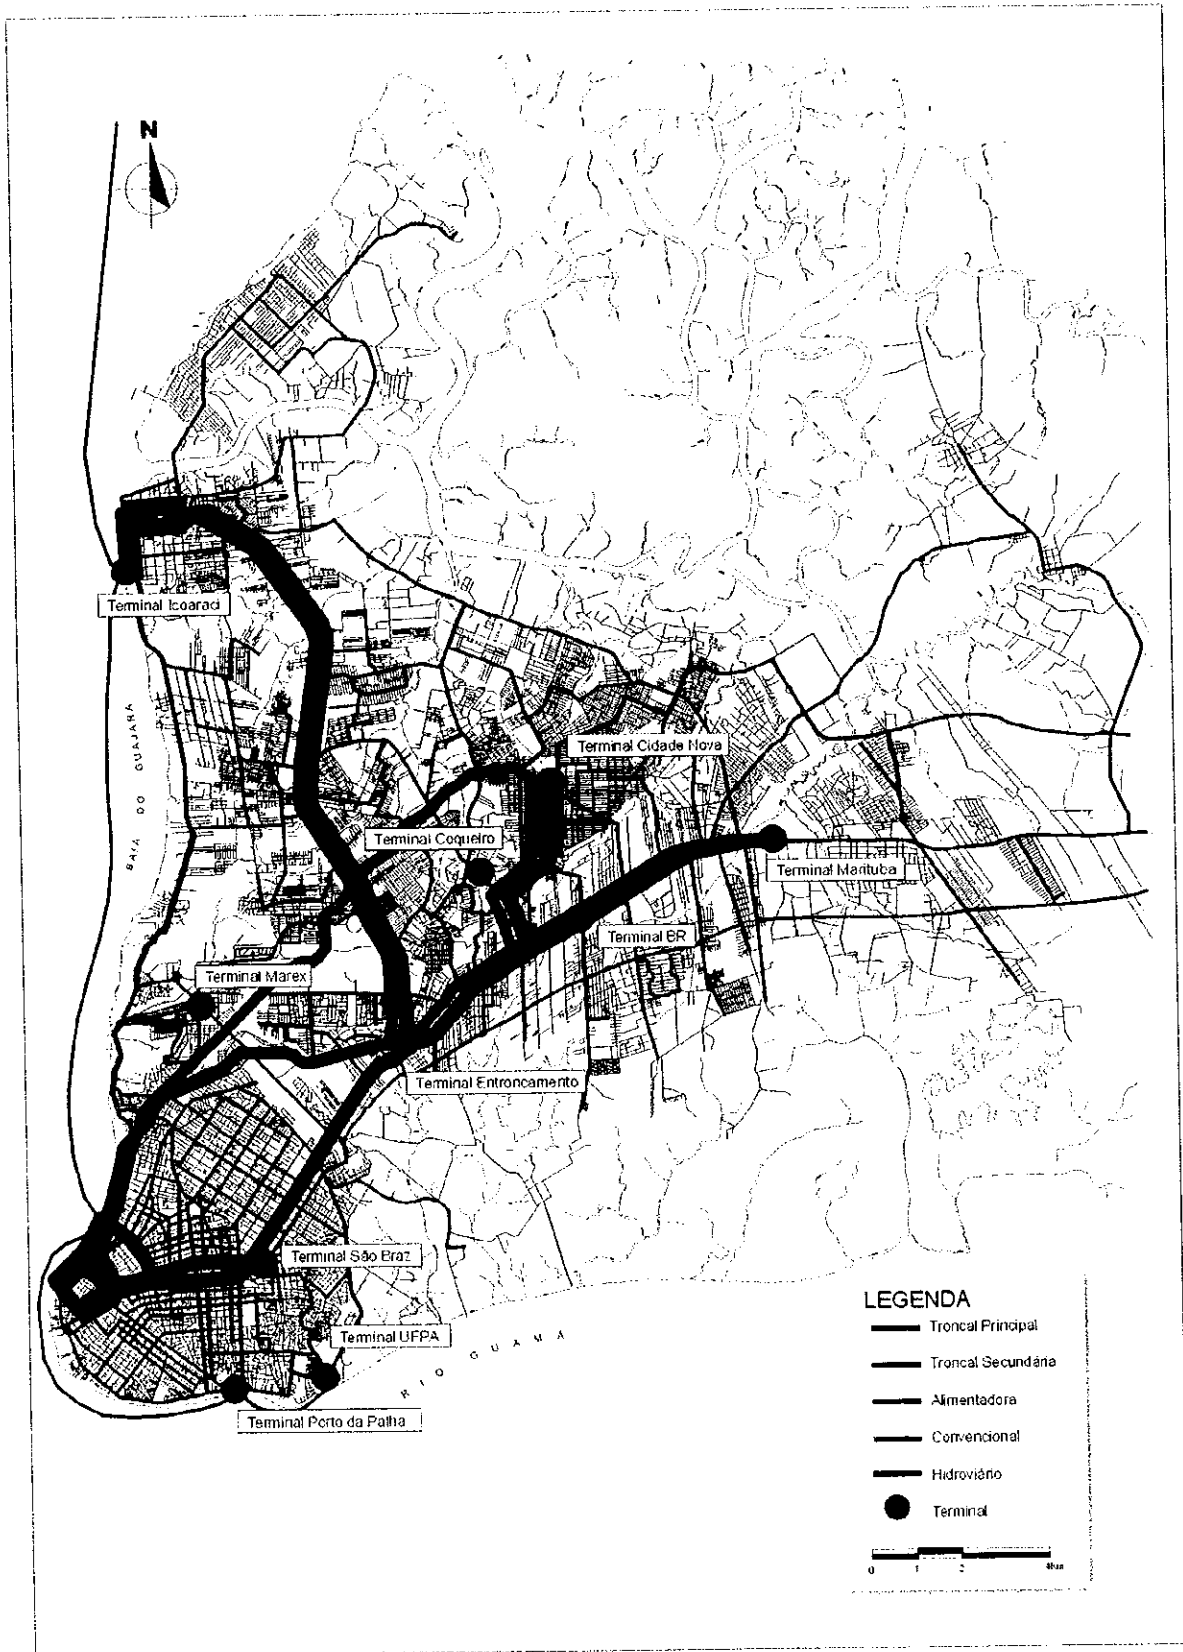 N
BAÍA DO GUAJARÁ
Terminal Icoaraci
Terminal Cidade Nova
Terminal Coqueiro
Terminal Marituba
Terminal BR
Terminal Marex
Terminal Entroncamento
Terminal São Braz
Terminal UFPA
RIO GUAMÁ
Terminal Porto da Palha
LEGENDA
Troncal Principal
Troncal Secundária
Alimentadora
Convencional
Hidroviário
Terminal
0 1 2 4km